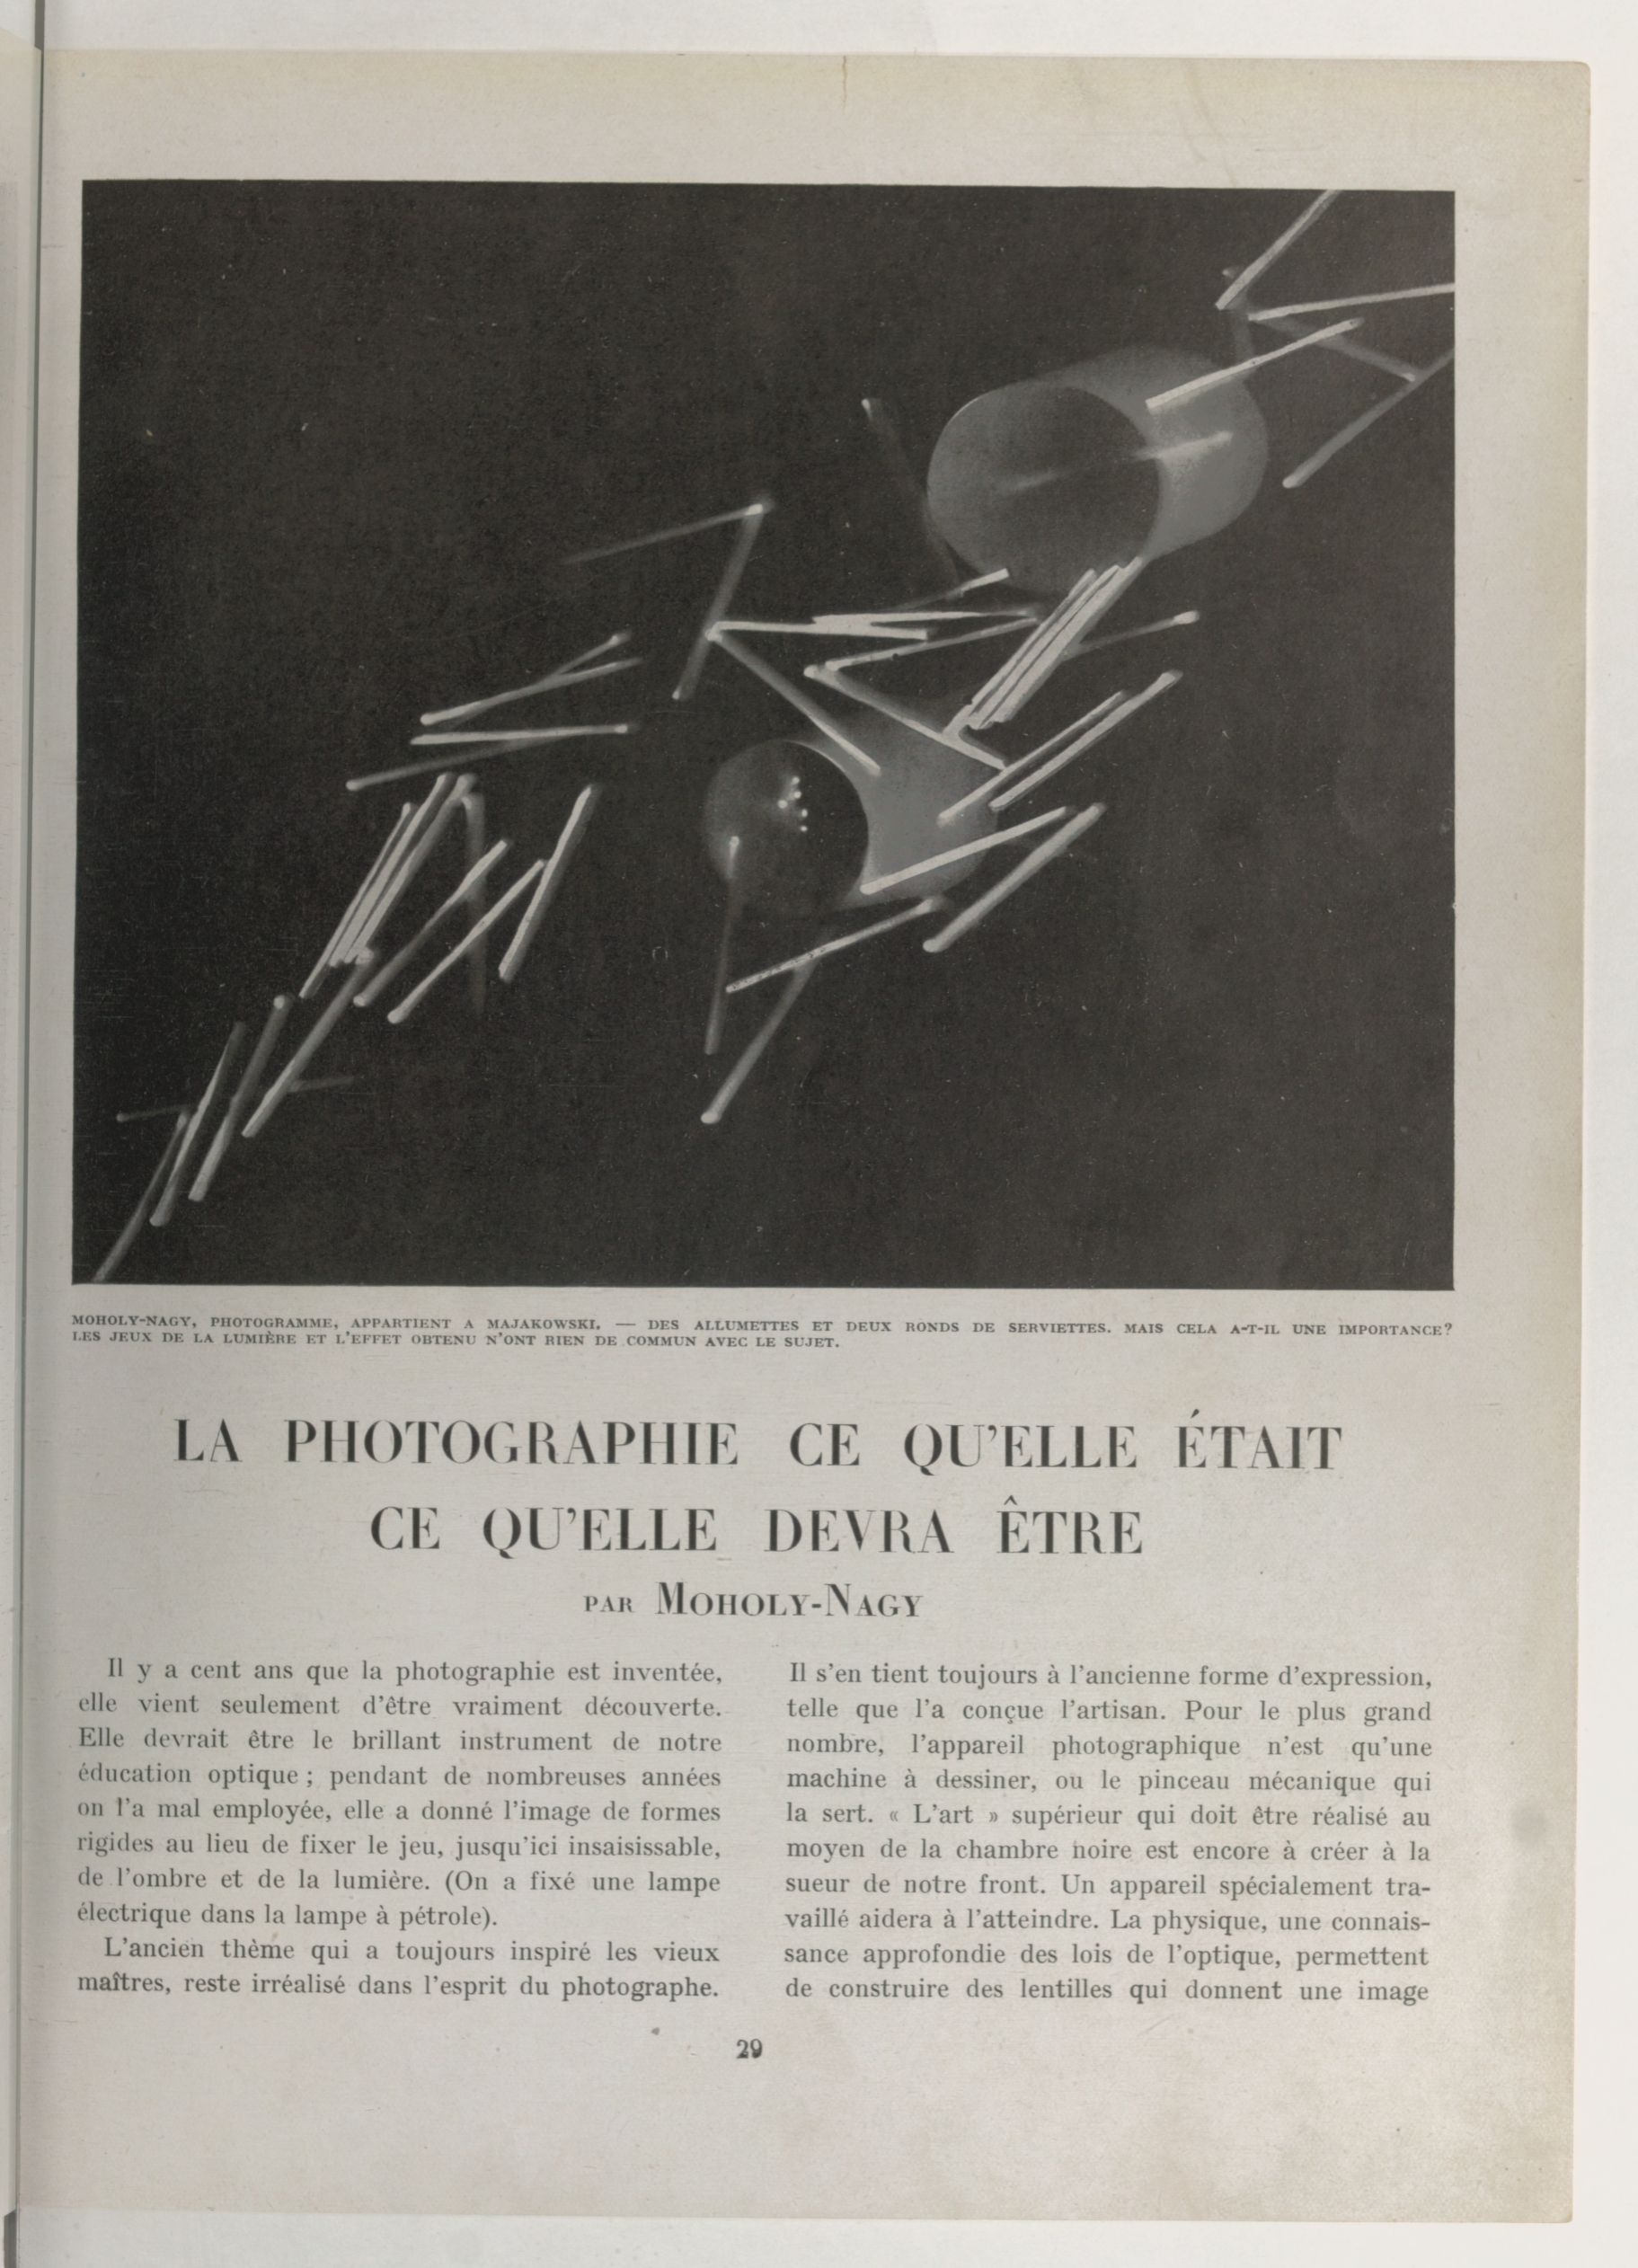 MOHOLY-NAGY, PHOTOGRAMME, APPARTIENT A MAJAKOWSKI. — DES ALLUMETTES ET DEUX RONDS DE SERVIETTES. MAIS CELA A-T-IL UNE IMPORTANCE?
LES JEUX DE LA LUMIÈRE ET L'EFFET OBTENU N'ONT RIEN DE COMMUN AVEC LE SUJET.
LA PHOTOGRAPHIE CE QU'ELLE ÉTAIT
CE QU'ELLE DEVRA ÊTRE
PAR MOHOLY-NAGY
Il y a cent ans que la photographie est inventée,
elle vient seulement d'être vraiment découverte.
Elle devrait être le brillant instrument de notre
éducation optique ; pendant de nombreuses années
on l'a mal employée, elle a donné l'image de formes
rigides au lieu de fixer le jeu, jusqu'ici insaisissable,
de l'ombre et de la lumière. (On a fixé une lampe
électrique dans la lampe à pétrole).
L'ancien thème qui a toujours inspiré les vieux
maîtres, reste irréalisé dans l'esprit du photographe.
Il s'en tient toujours à l'ancienne forme d'expression,
telle que l'a conçue l'artisan. Pour le plus grand
nombre, l'appareil photographique n'est qu'une
machine à dessiner, ou le pinceau mécanique qui
la sert. « L'art » supérieur qui doit être réalisé au
moyen de la chambre noire est encore à créer à la
sueur de notre front. Un appareil spécialement tra-
vaillé aidera à l'atteindre. La physique, une connais-
sance approfondie des lois de l'optique, permettent
de construire des lentilles qui donnent une image
29